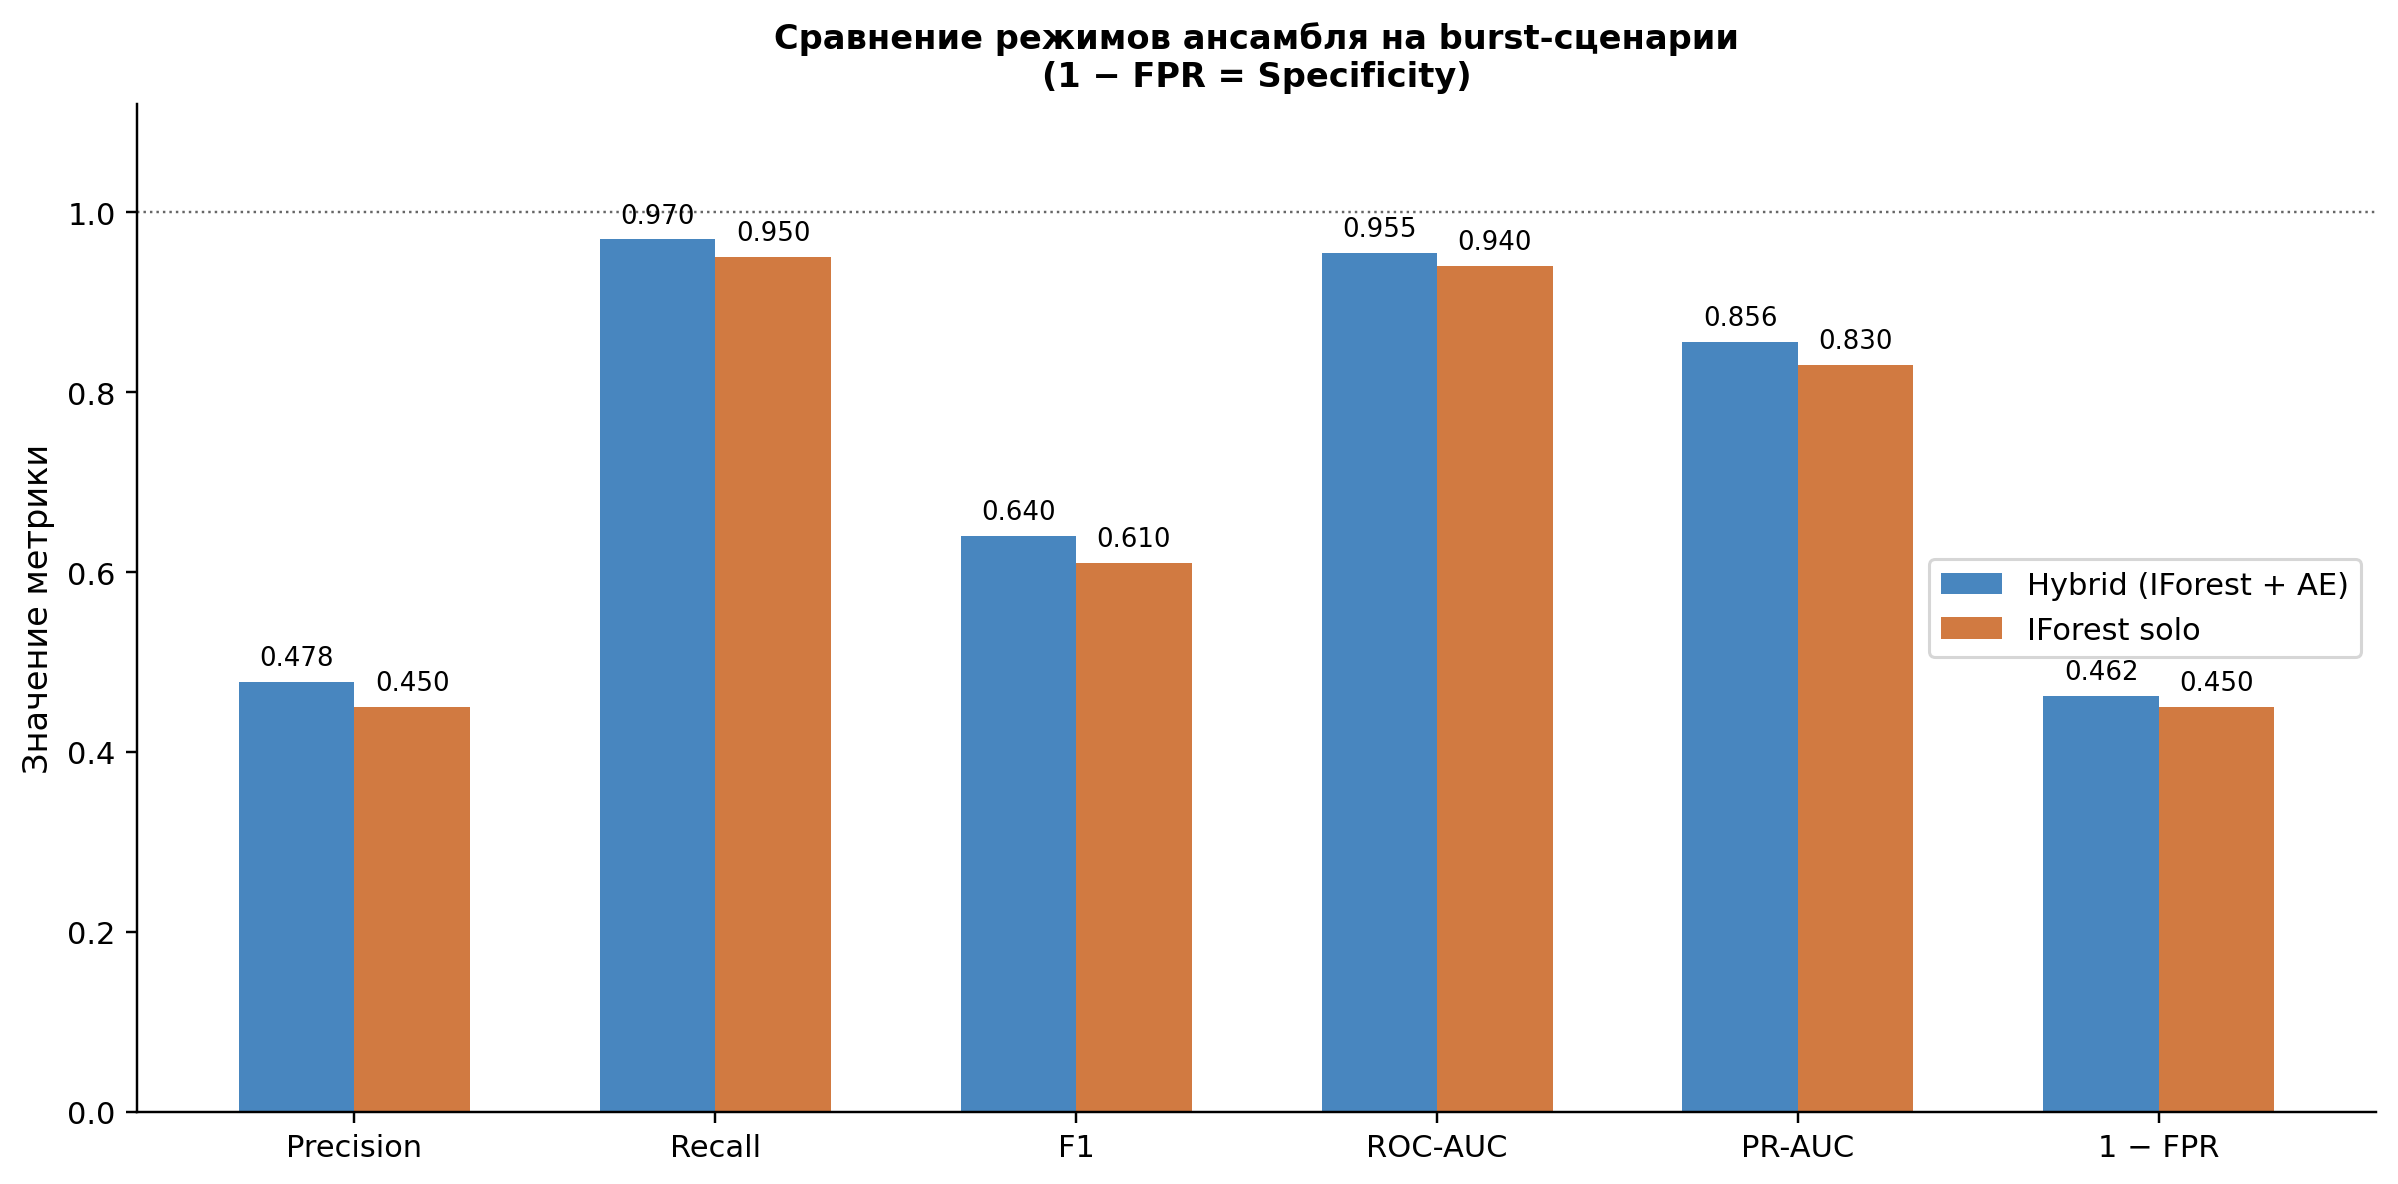 Сравнение режимов ансамбля на burst-сценарии
(1 − FPR = Specificity)
Значение метрики
1.0
0.8
0.6
0.4
0.2
0.0
0.478
0.450
0.970
0.950
0.640
0.610
0.955
0.940
0.856
0.830
0.462
0.450
Hybrid (IForest + AE)
IForest solo
Precision
Recall
F1
ROC-AUC
PR-AUC
1 − FPR